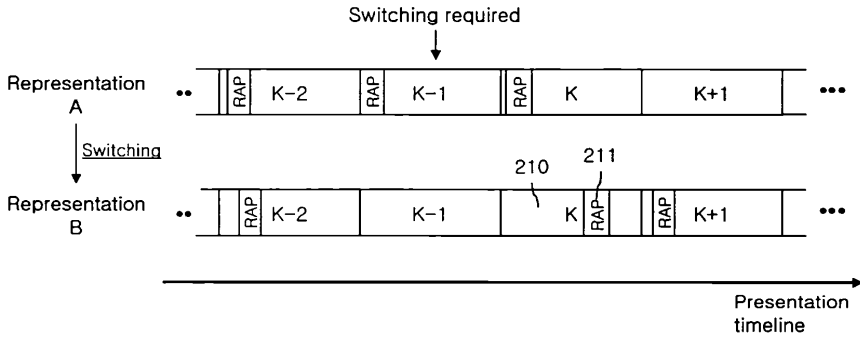 Switching required
Representation
A
•• RAP K-2 RAP K-1 RAP K K+1 •••
Switching
210 211
Representation
B
•• RAP K-2 K-1 K RAP RAP K+1 •••
Presentation
timeline